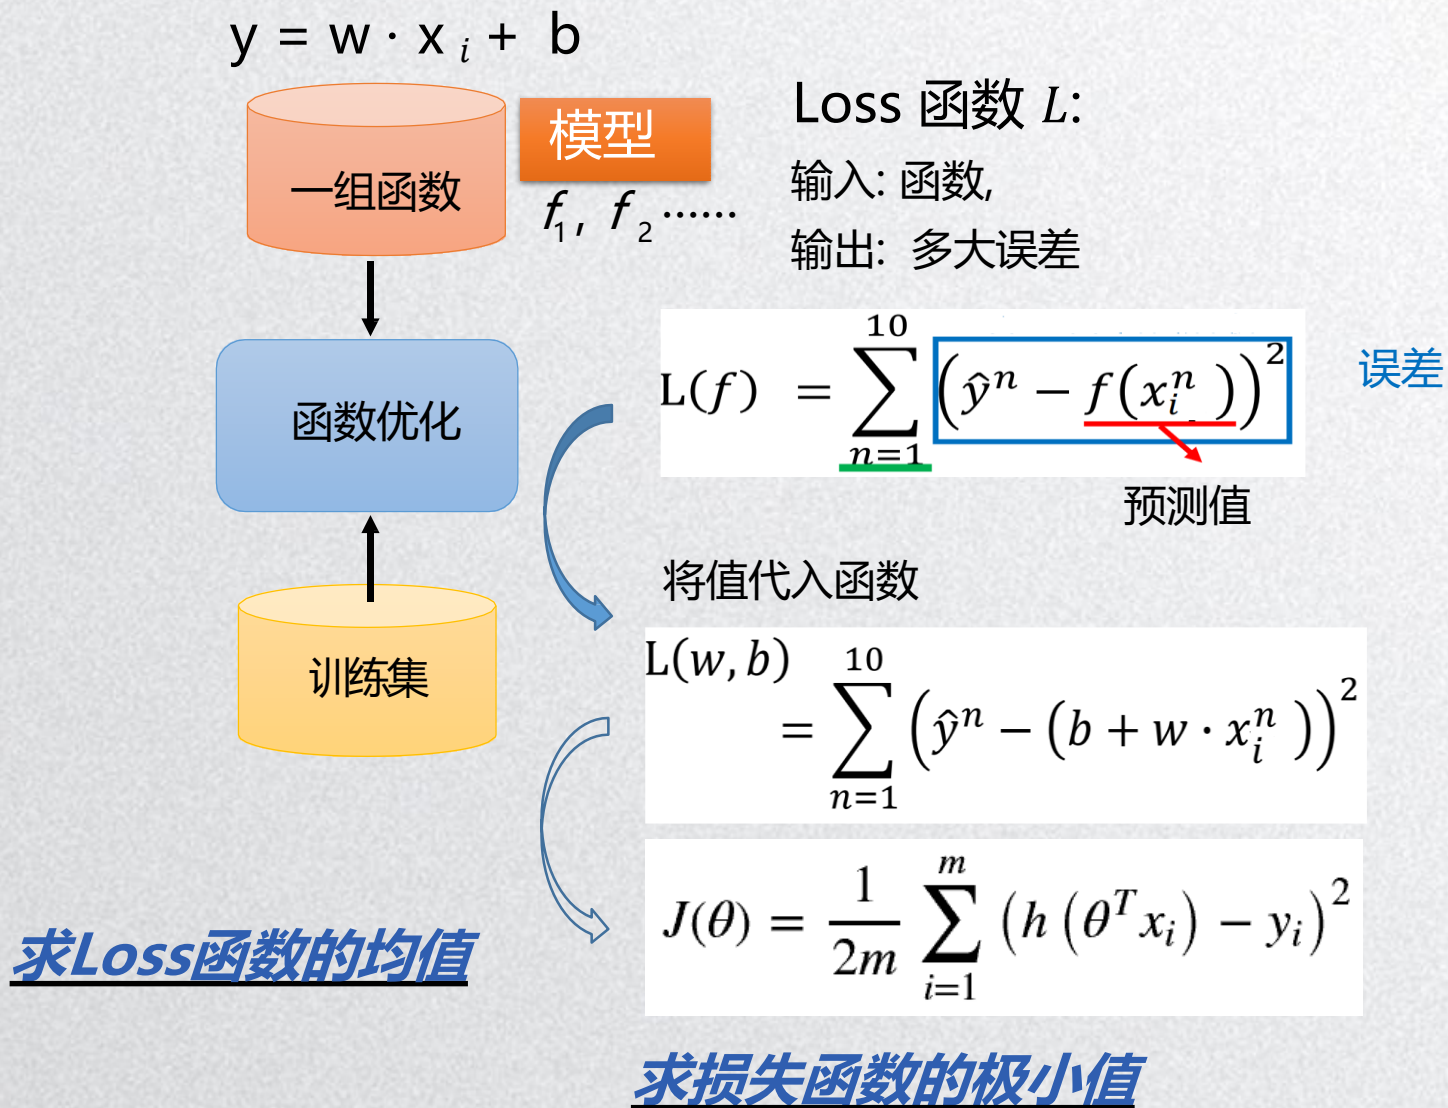 y = w · x i + b
一组函数
模型
f1, f2 ······
函数优化
训练集
Loss 函数 L:
输入: 函数,
输出: 多大误差
L(f) = ∑_{n=1}^{10} (ŷ^n − f(x_i^n))^2
误差
预测值
将值代入函数
L(w, b)
= ∑_{n=1}^{10} (ŷ^n − (b + w · x_i^n))^2
J(θ) = \frac{1}{2m} ∑_{i=1}^{m} (h(θ^T x_i) − y_i)^2
求Loss函数的均值
求损失函数的极小值